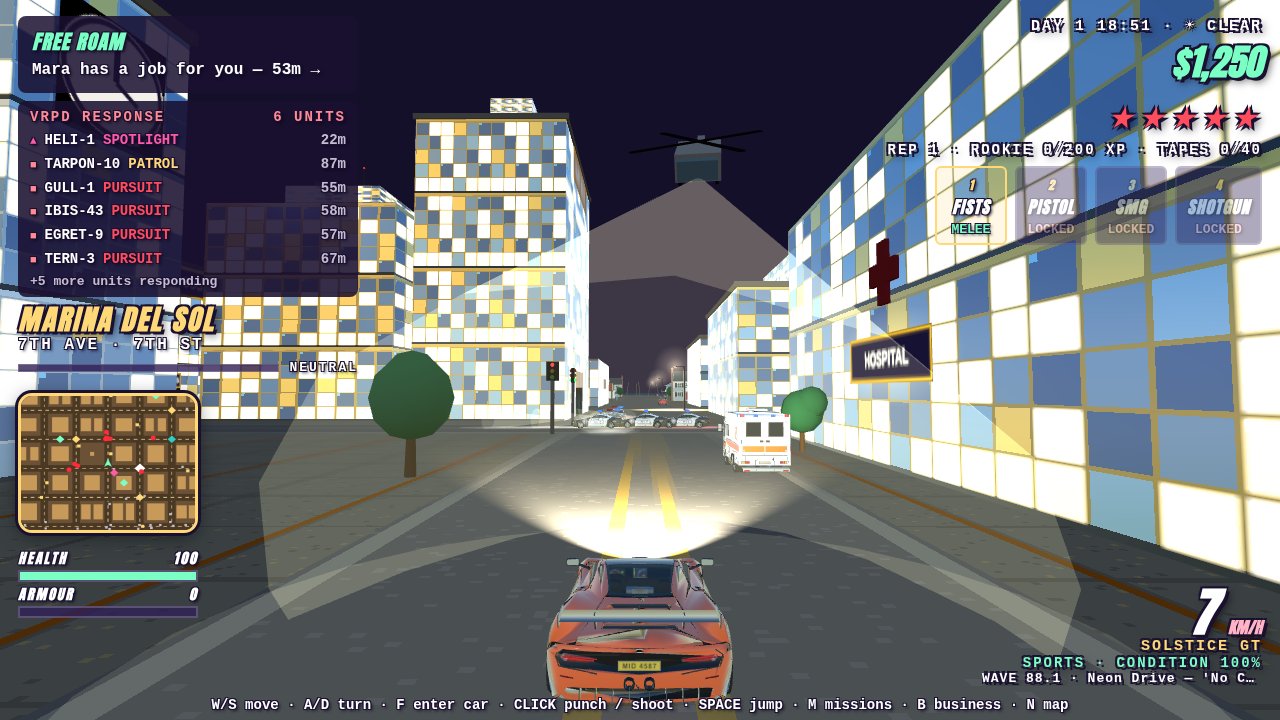 FREE ROAM
Mara has a job for you — 53m →
VRPD RESPONSE 6 UNITS
▲ HELI-1 SPOTLIGHT 22m
■ TARPON-10 PATROL 87m
■ GULL-1 PURSUIT 55m
■ IBIS-43 PURSUIT 58m
■ EGRET-9 PURSUIT 57m
■ TERN-3 PURSUIT 67m
+5 more units responding
MARINA DEL SOL
7TH AVE · 7TH ST
NEUTRAL
HEALTH 100
ARMOUR 0
DAY 1 18:51 · ☀ CLEAR
$1,250
★ ★ ★ ★ ★
REP 1 · ROOKIE 0/200 XP · TAPES 0/40
1 2 3 4
FISTS PISTOL SMG SHOTGUN
MELEE LOCKED LOCKED LOCKED
HOSPITAL
MID 4587
7 KM/H
SOLSTICE GT
SPORTS · CONDITION 100%
WAVE 88.1 · Neon Drive — 'No C…
W/S move · A/D turn · F enter car · CLICK punch / shoot · SPACE jump · M missions · B business · N map